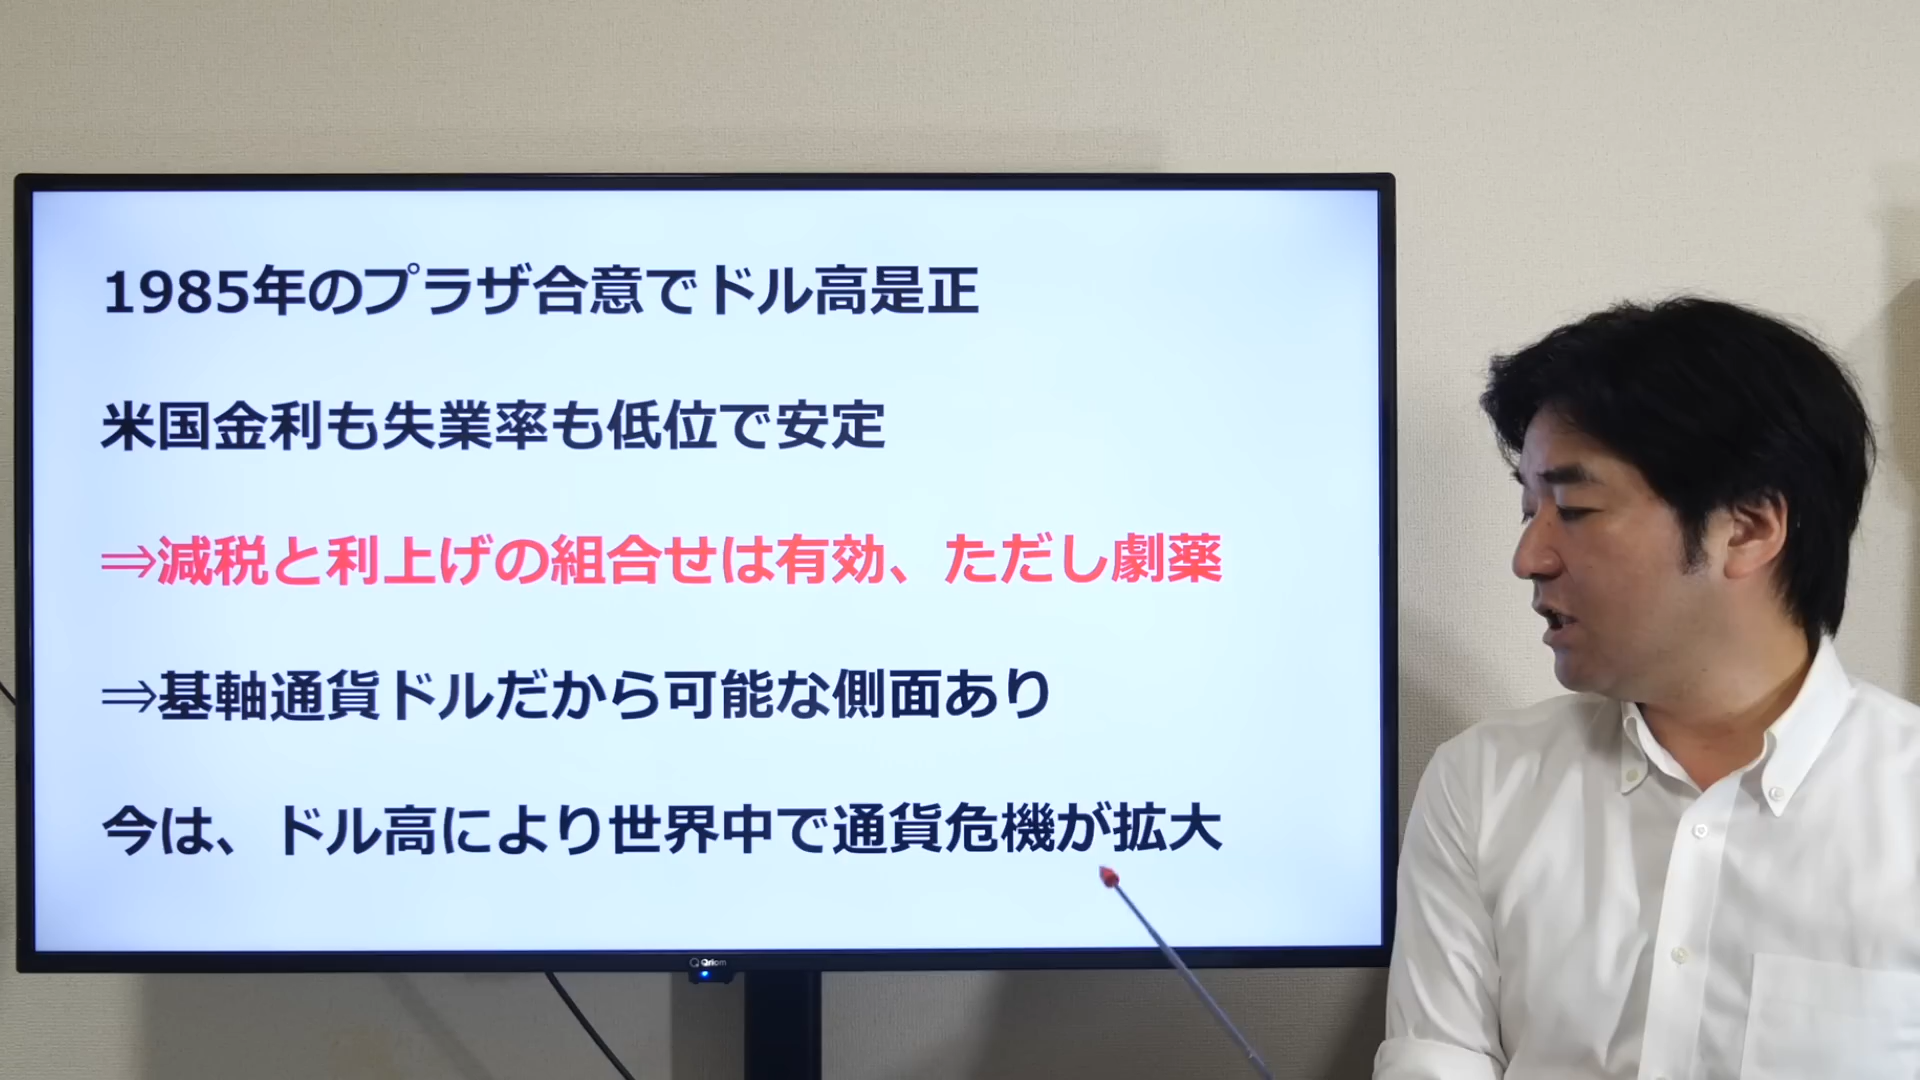 1985年のプラザ合意でドル高是正
米国金利も失業率も低位で安定
⇒減税と利上げの組合せは有効、ただし劇薬
⇒基軸通貨ドルだから可能な側面あり
今は、ドル高により世界中で通貨危機が拡大
Qriom